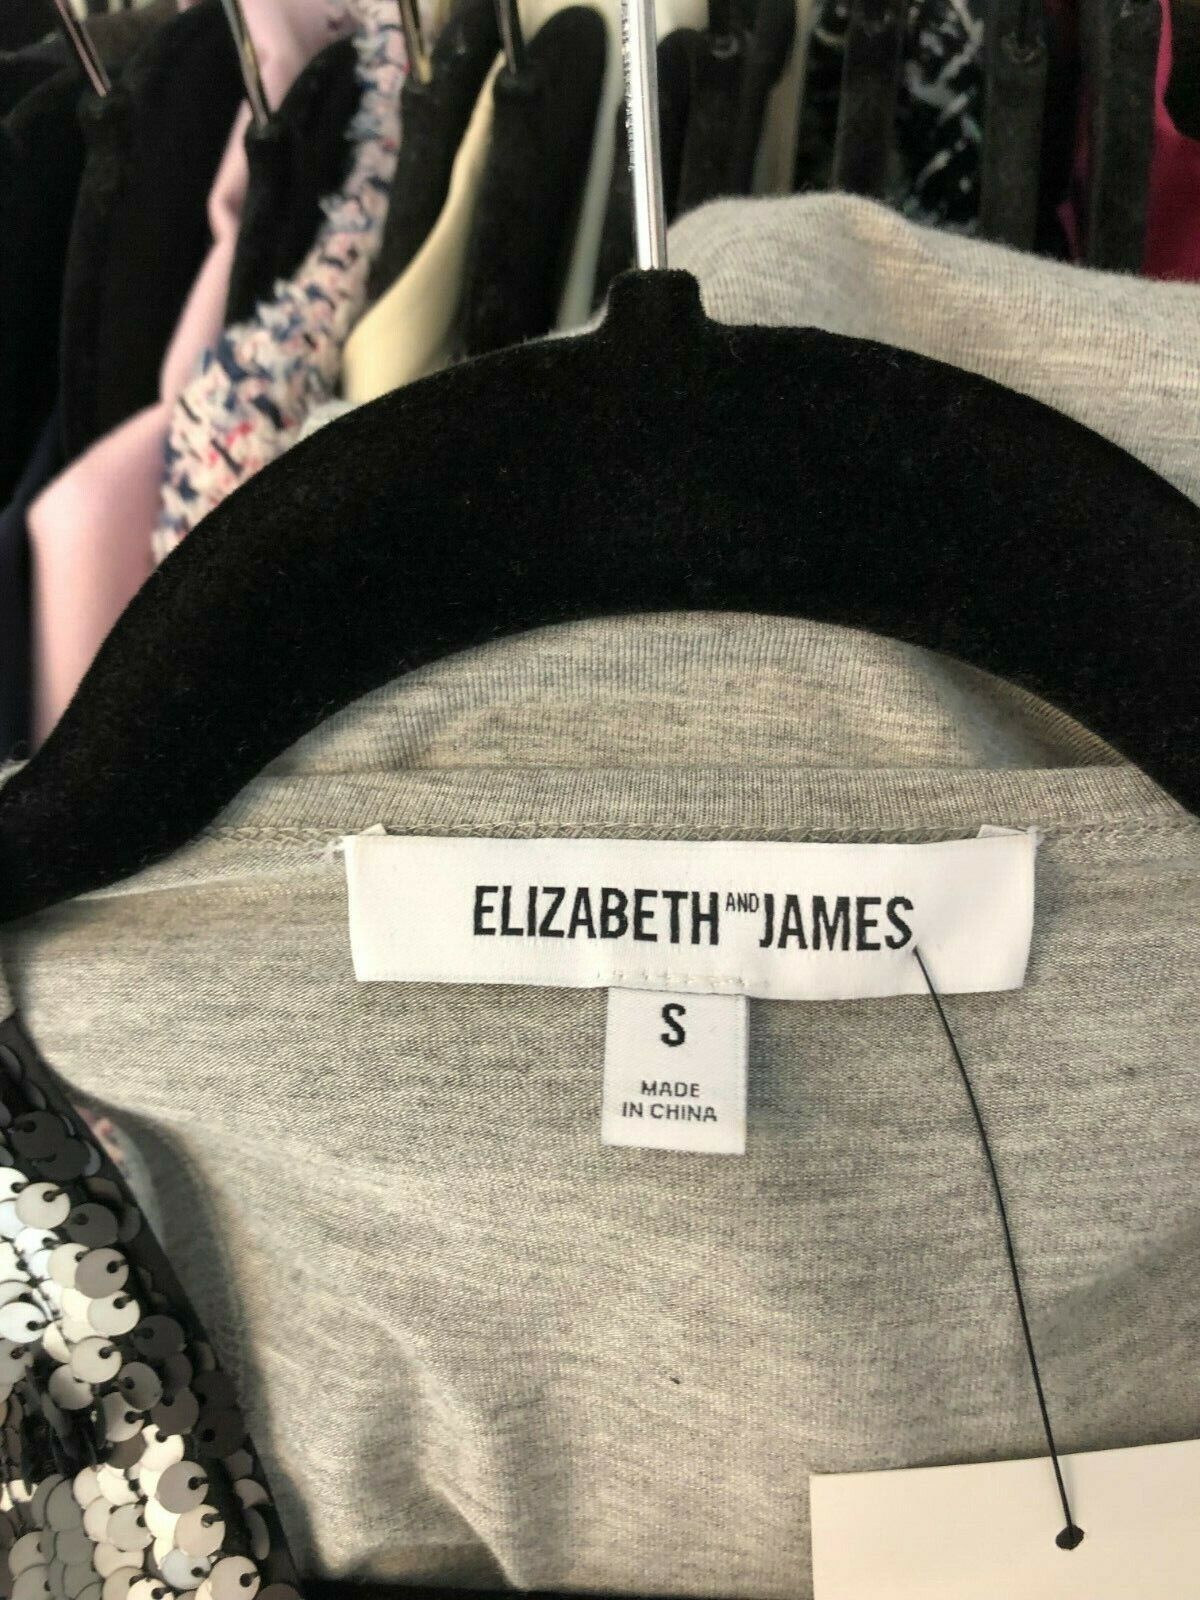 ELIZABETH AND JAMES
S
MADE
IN CHINA